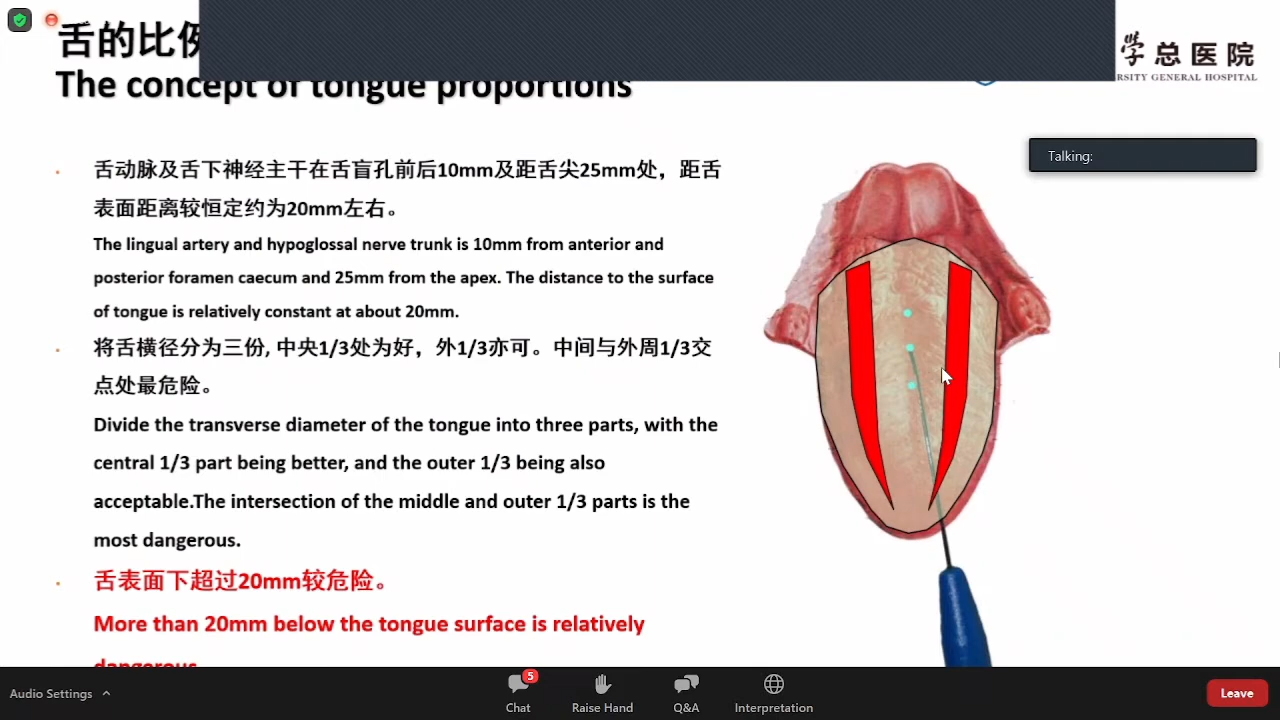 舌的比例
The concept of tongue proportions
学总医院
RSITY GENERAL HOSPITAL
Talking:
舌动脉及舌下神经主干在舌盲孔前后10mm及距舌尖25mm处，距舌
表面距离较恒定约为20mm左右。
The lingual artery and hypoglossal nerve trunk is 10mm from anterior and
posterior foramen caecum and 25mm from the apex. The distance to the surface
of tongue is relatively constant at about 20mm.
将舌横径分为三份, 中央1/3处为好，外1/3亦可。中间与外周1/3交
点处最危险。
Divide the transverse diameter of the tongue into three parts, with the
central 1/3 part being better, and the outer 1/3 being also
acceptable.The intersection of the middle and outer 1/3 parts is the
most dangerous.
舌表面下超过20mm较危险。
More than 20mm below the tongue surface is relatively
dangerous
Audio Settings
5
Chat
Raise Hand
Q&A
Interpretation
Leave